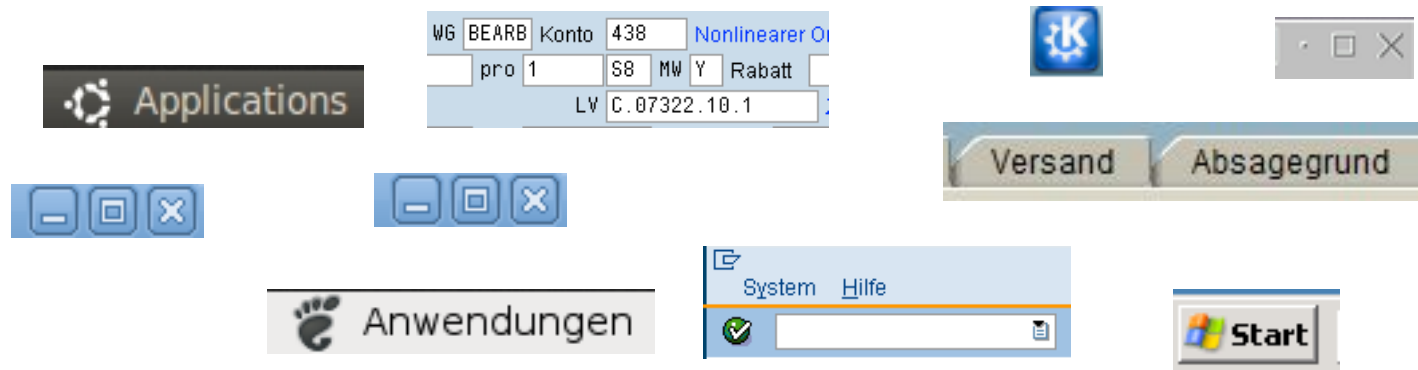 WG BEARB Konto 438 Nonlinearer
pro 1 S8 MW Y Rabatt
LV C.07322.10.1
Applications
Versand Absagegrund
System Hilfe
Anwendungen
Start